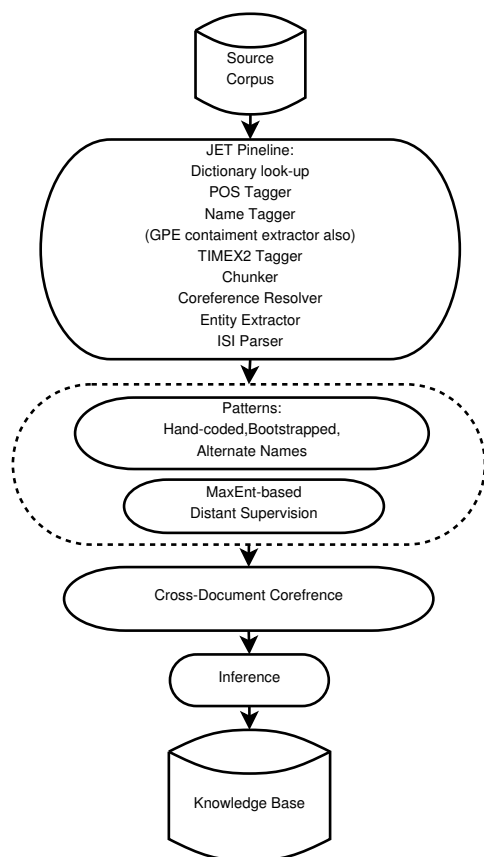 Source
Corpus
JET Pineline:
Dictionary look-up
POS Tagger
Name Tagger
(GPE contaiment extractor also)
TIMEX2 Tagger
Chunker
Coreference Resolver
Entity Extractor
ISI Parser
Patterns:
Hand-coded,Bootstrapped,
Alternate Names
MaxEnt-based
Distant Supervision
Cross-Document Corefrence
Inference
Knowledge Base